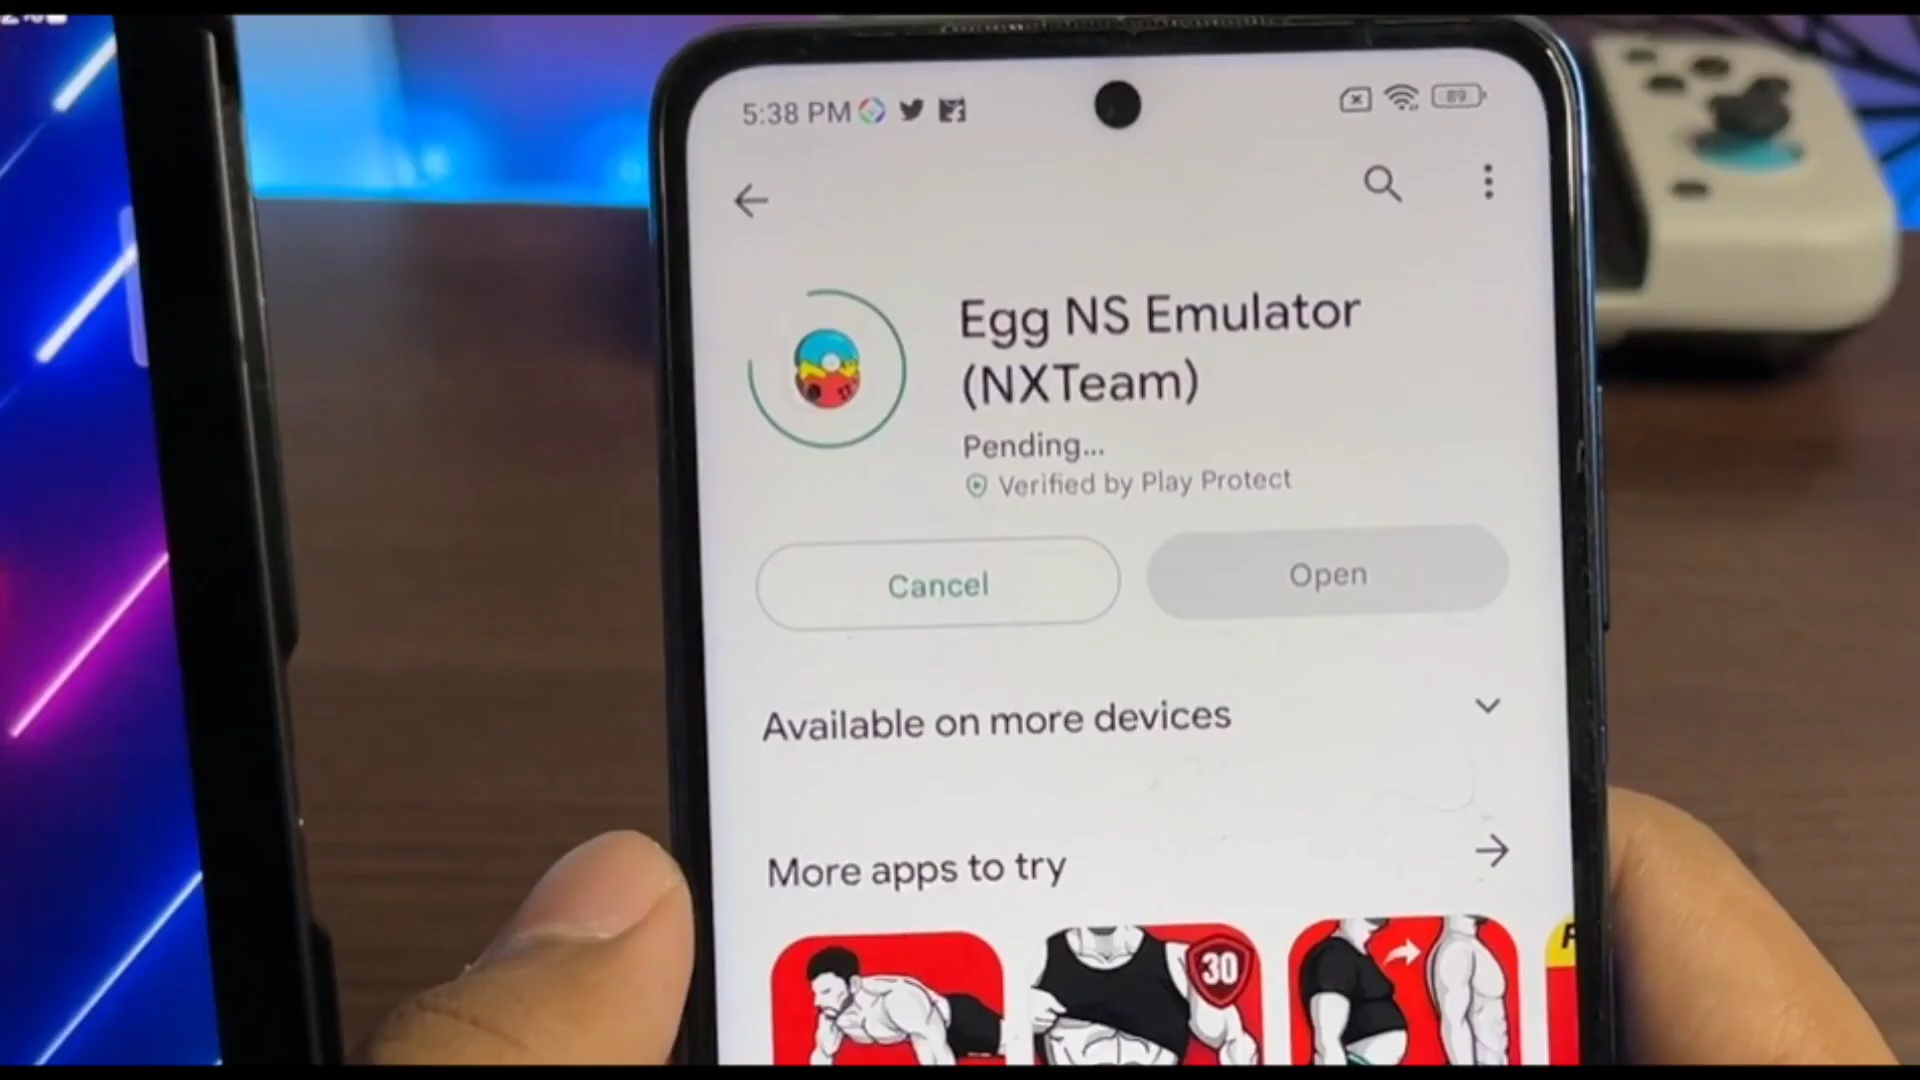 5:38 PM
89
Egg NS Emulator
(NXTeam)
Pending...
Verified by Play Protect
Cancel
Open
Available on more devices
More apps to try
30